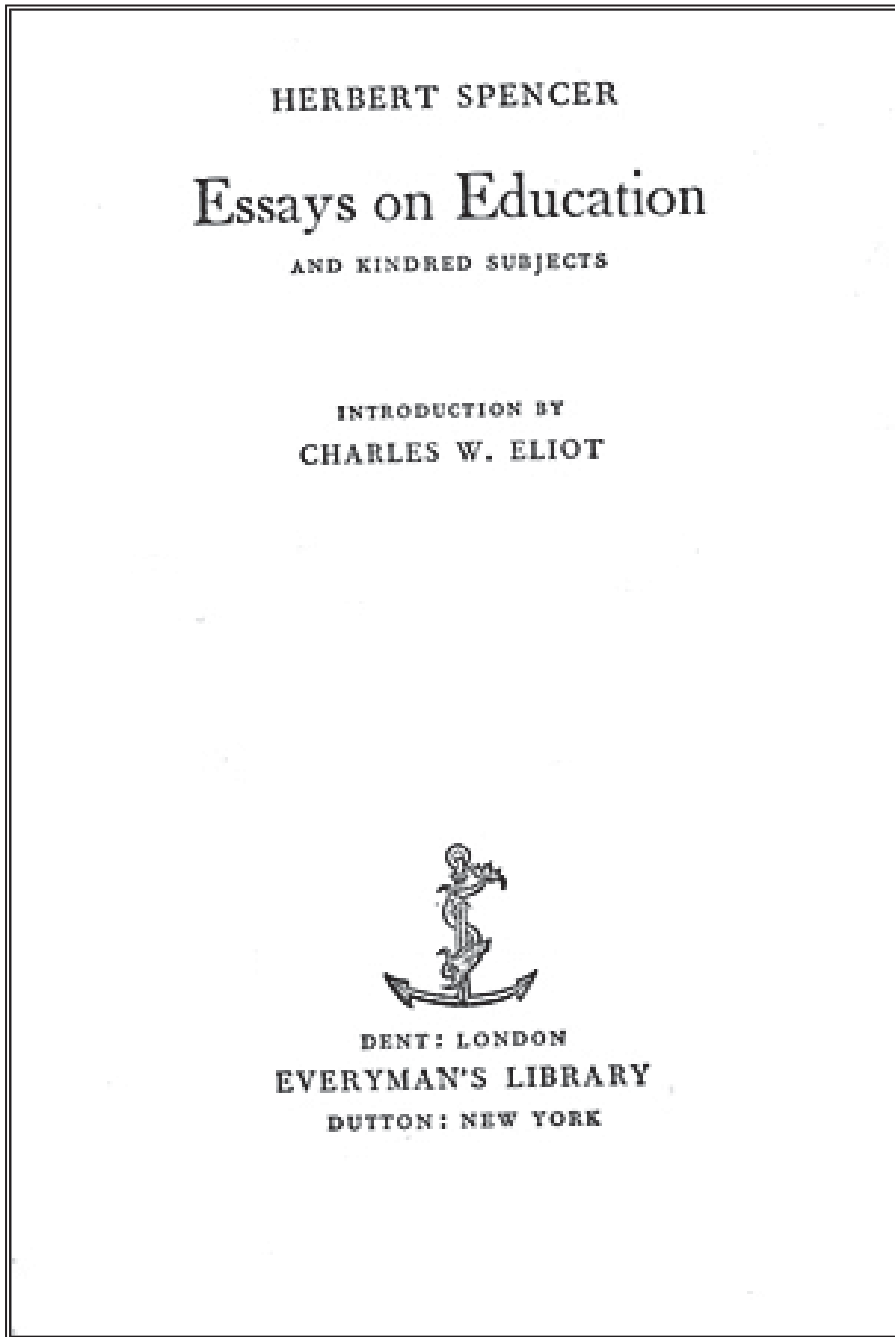 HERBERT SPENCER
Essays on Education
AND KINDRED SUBJECTS
INTRODUCTION BY
CHARLES W. ELIOT
DENT: LONDON
EVERYMAN'S LIBRARY
DUTTON: NEW YORK